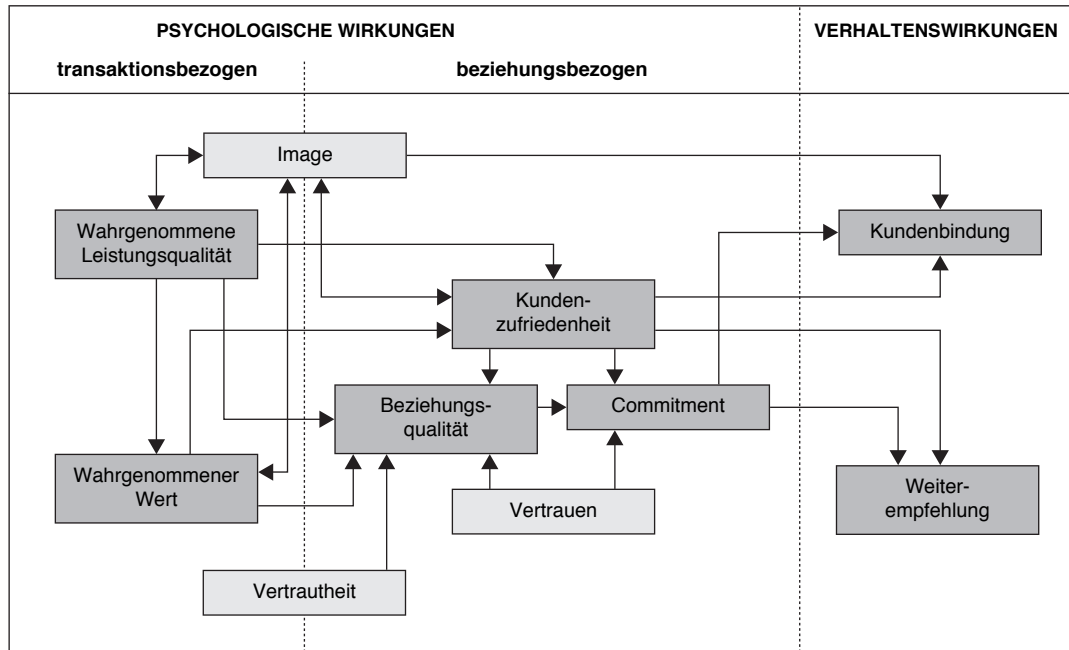 PSYCHOLOGISCHE WIRKUNGEN
VERHALTENSWIRKUNGEN
transaktionsbezogen
beziehungsbezogen
Image
Wahrgenommene
Leistungsqualität
Kundenbindung
Kunden-
zufriedenheit
Beziehungs-
qualität
Commitment
Wahrgenommener
Wert
Vertrauen
Weiter-
empfehlung
Vertrautheit